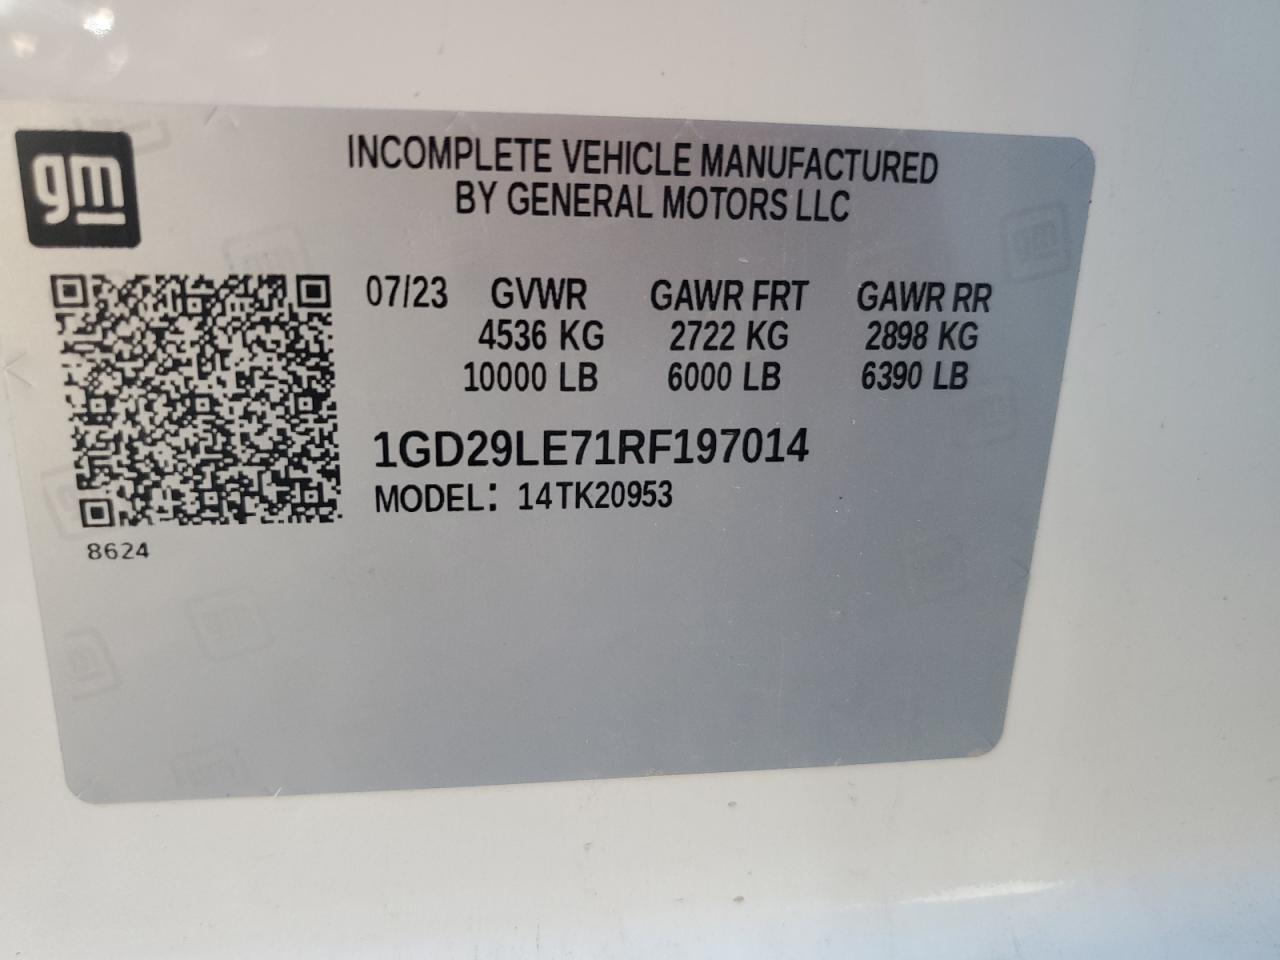 gm
INCOMPLETE VEHICLE MANUFACTURED
BY GENERAL MOTORS LLC
07/23 GVWR GAWR FRT GAWR RR
4536 KG 2722 KG 2898 KG
10000 LB 6000 LB 6390 LB
1GD29LE71RF197014
MODEL: 14TK20953
8624